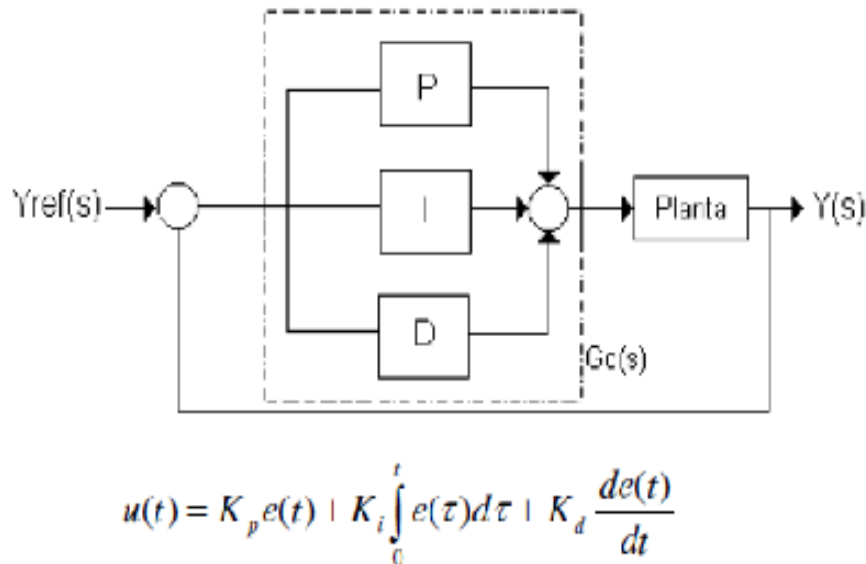 P
Yref(s)
I
Planta
Y(s)
D
Gc(s)
u(t) = K_p e(t) + K_i ∫_0^t e(τ)dτ + K_d de(t)/dt